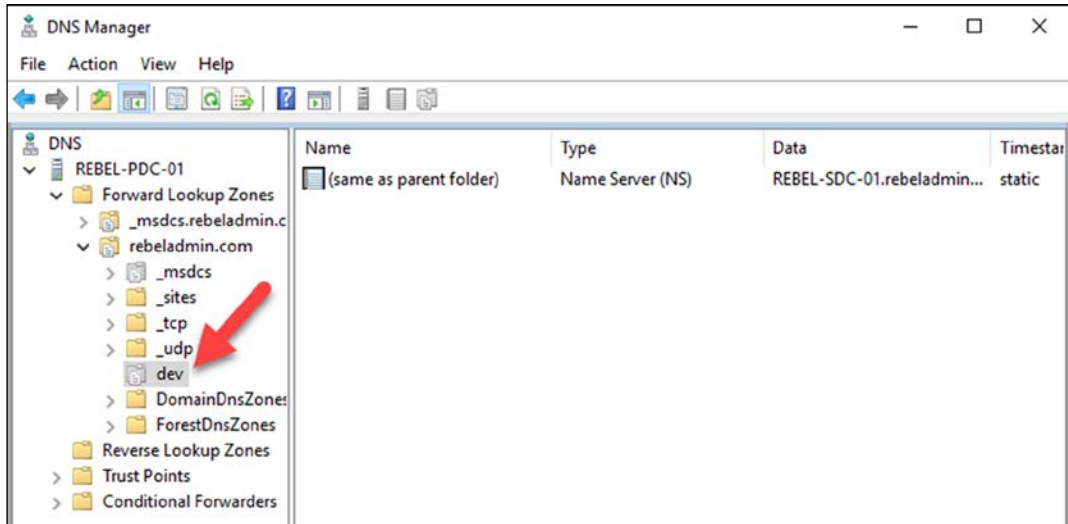 DNS Manager
File Action View Help
DNS
REBEL-PDC-01
Forward Lookup Zones
_msdcs.rebeladmin.c
rebeladmin.com
_msdcs
_sites
_tcp
_udp
dev
DomainDnsZones
ForestDnsZones
Reverse Lookup Zones
Trust Points
Conditional Forwarders
Name Type Data Timestar
(same as parent folder) Name Server (NS) REBEL-SDC-01.rebeladmin... static